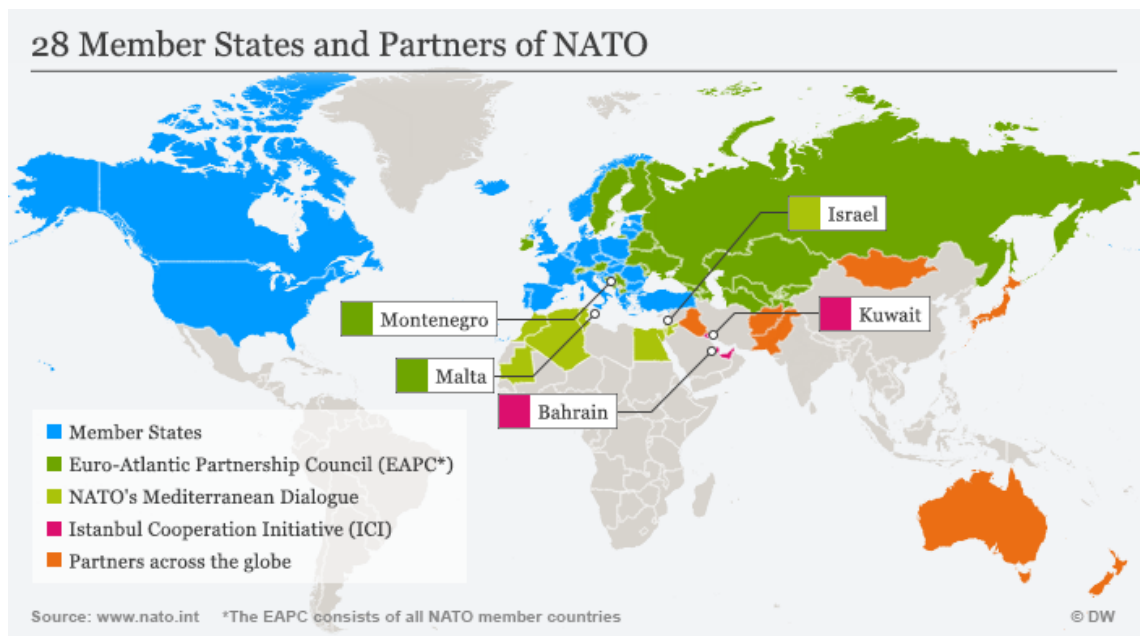 28 Member States and Partners of NATO
Israel
Kuwait
Montenegro
Malta
Bahrain
Member States
Euro-Atlantic Partnership Council (EAPC*)
NATO's Mediterranean Dialogue
Istanbul Cooperation Initiative (ICI)
Partners across the globe
Source: www.nato.int *The EAPC consists of all NATO member countries
© DW